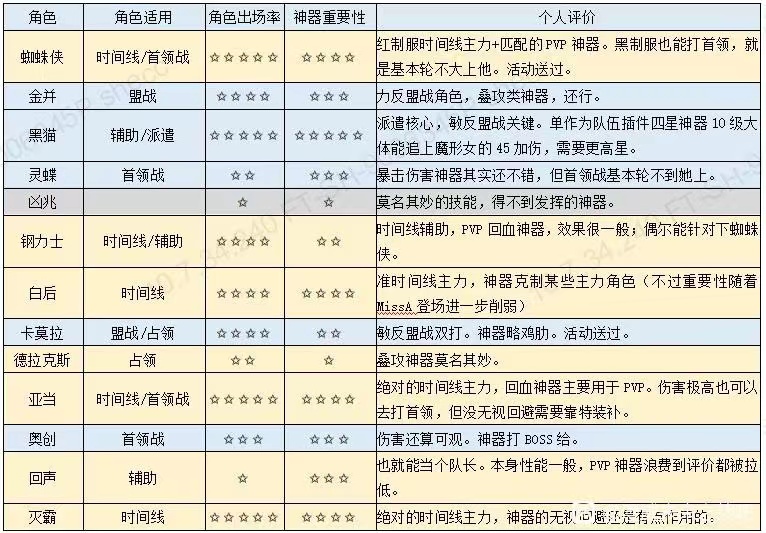 角色 角色适用 角色出场率 神器重要性 个人评价
蜘蛛侠 时间线/首领战 ☆☆☆☆☆ ☆☆☆☆ 红制服时间线主力+匹配的PVP神器。黑制服也能打首领，就
是基本轮不大上他。活动送过。
金并 盟战 ☆☆☆☆ ☆☆☆☆ 力反盟战角色，叠攻类神器，还行。
黑猫 辅助/派遣 ☆☆☆☆☆ ☆☆☆☆☆ 派遣核心，敏反盟战关键。单作为队伍插件四星神器10级大
体能追上魔形女的45加伤，需要更高星。
灵蝶 首领战 ☆☆ ☆☆☆ 暴击伤害神器其实还不错，但首领战基本轮不到她上。
凶兆 ☆ ☆☆☆ 莫名其妙的技能，得不到发挥的神器。
钢力士 时间线/辅助 ☆☆☆☆ ☆☆ 时间线辅助，PVP回血神器，效果很一般；偶尔能针对下蜘蛛
侠。
白后 时间线 ☆☆☆☆ ☆☆☆☆ 准时间线主力，神器克制某些主力角色（不过重要性随着
MissA登场进一步削弱）
卡莫拉 盟战/占领 ☆☆☆☆ ☆☆ 敏反盟战双打。神器略鸡肋。活动送过。
德拉克斯 占领 ☆☆ ☆ 叠攻神器莫名其妙。
亚当 时间线/首领战 ☆☆☆☆☆ ☆☆☆☆ 绝对的时间线主力，回血神器主要用于PVP。伤害极高也可以
去打首领，但没无视回避需要靠特装补。
奥创 首领战 ☆☆☆ ☆☆☆ 伤害还算可观。神器打BOSS给。
回声 辅助 ☆ ☆☆☆ 也就能当个队长。本身性能一般，PVP神器浪费到评价都被拉
低。
灭霸 时间线 ☆☆☆☆☆ ☆☆☆☆ 绝对的时间线主力，神器的无视回避还是有点作用的。